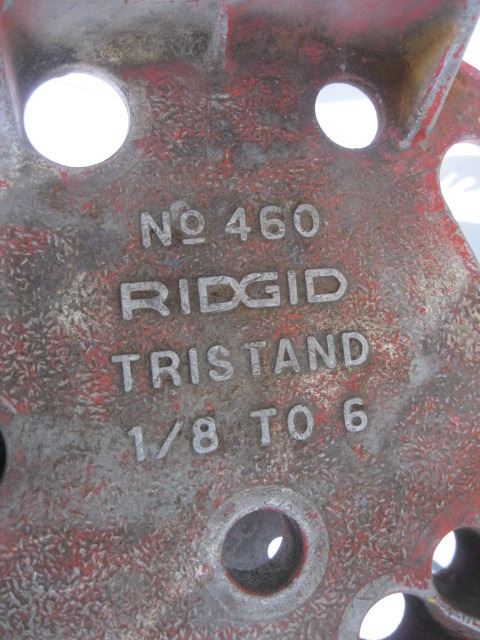 Nº 460
RIDGID
TRISTAND
1/8 TO 6